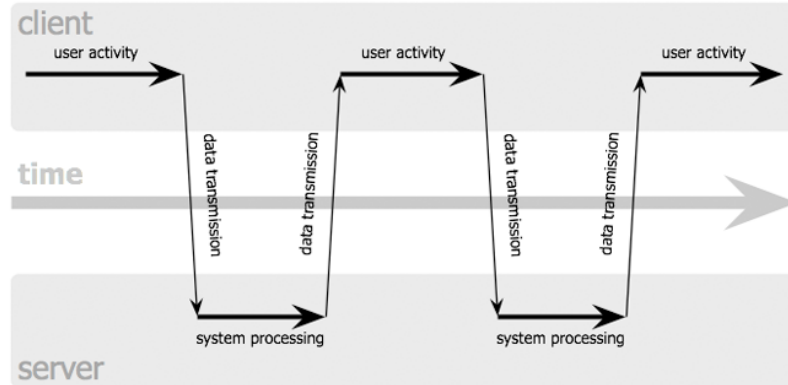 client
user activity
user activity
user activity
data transmission
data transmission
data transmission
data transmission
time
system processing
system processing
server